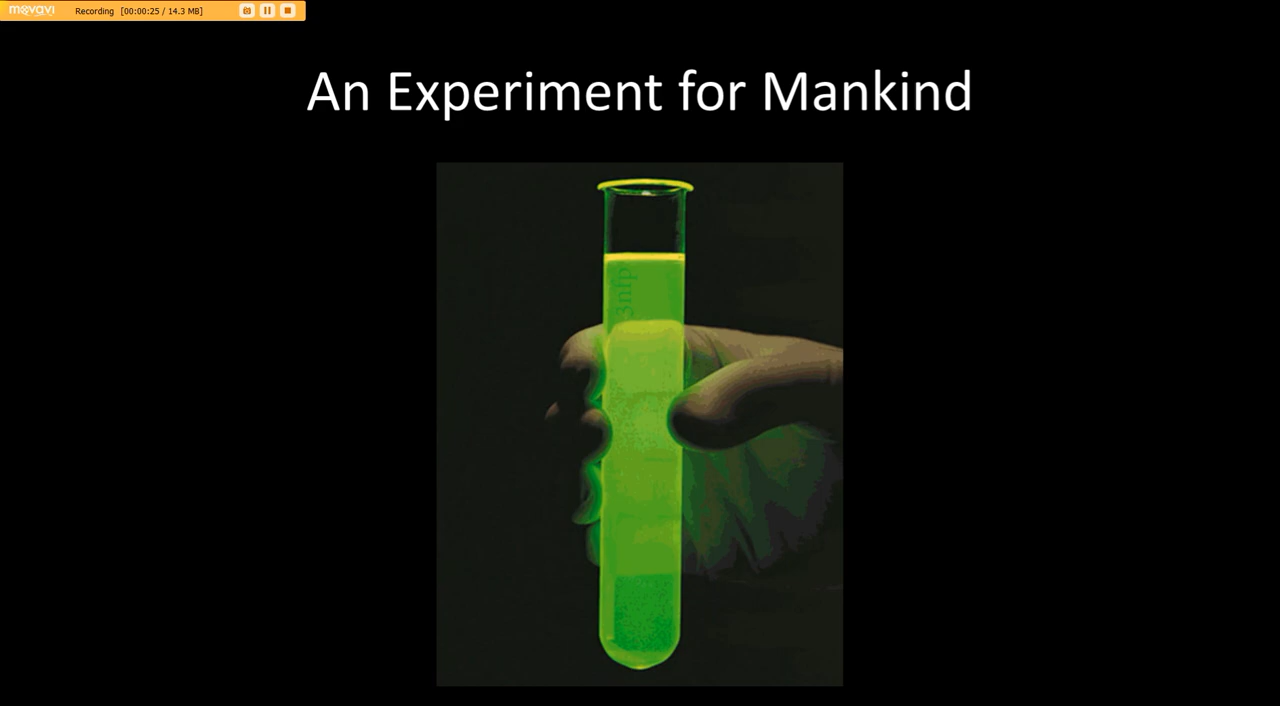 movavi Recording [00:00:25 / 14.3 MB]
An Experiment for Mankind